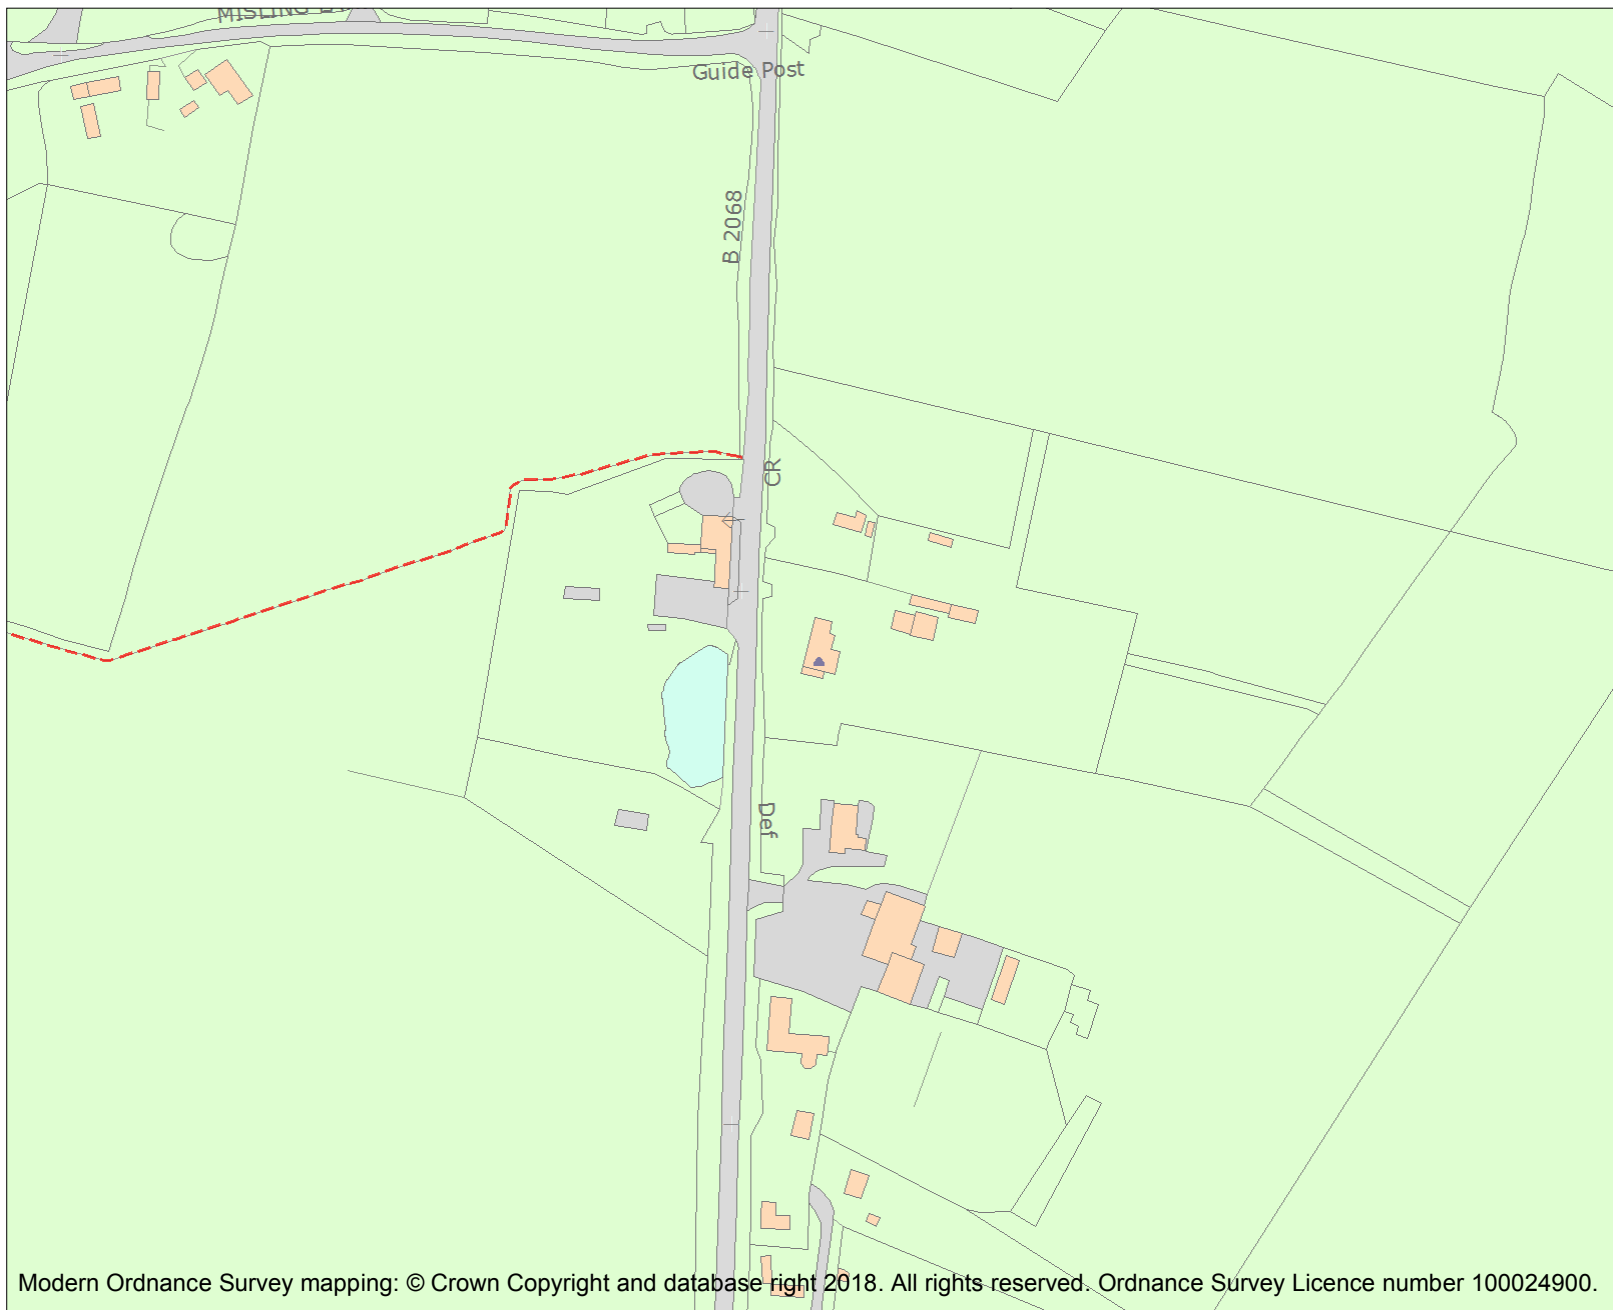 MISLING
Guide Post
B 2068
CR
Def
Modern Ordnance Survey mapping: © Crown Copyright and database right 2018. All rights reserved. Ordnance Survey Licence number 100024900.